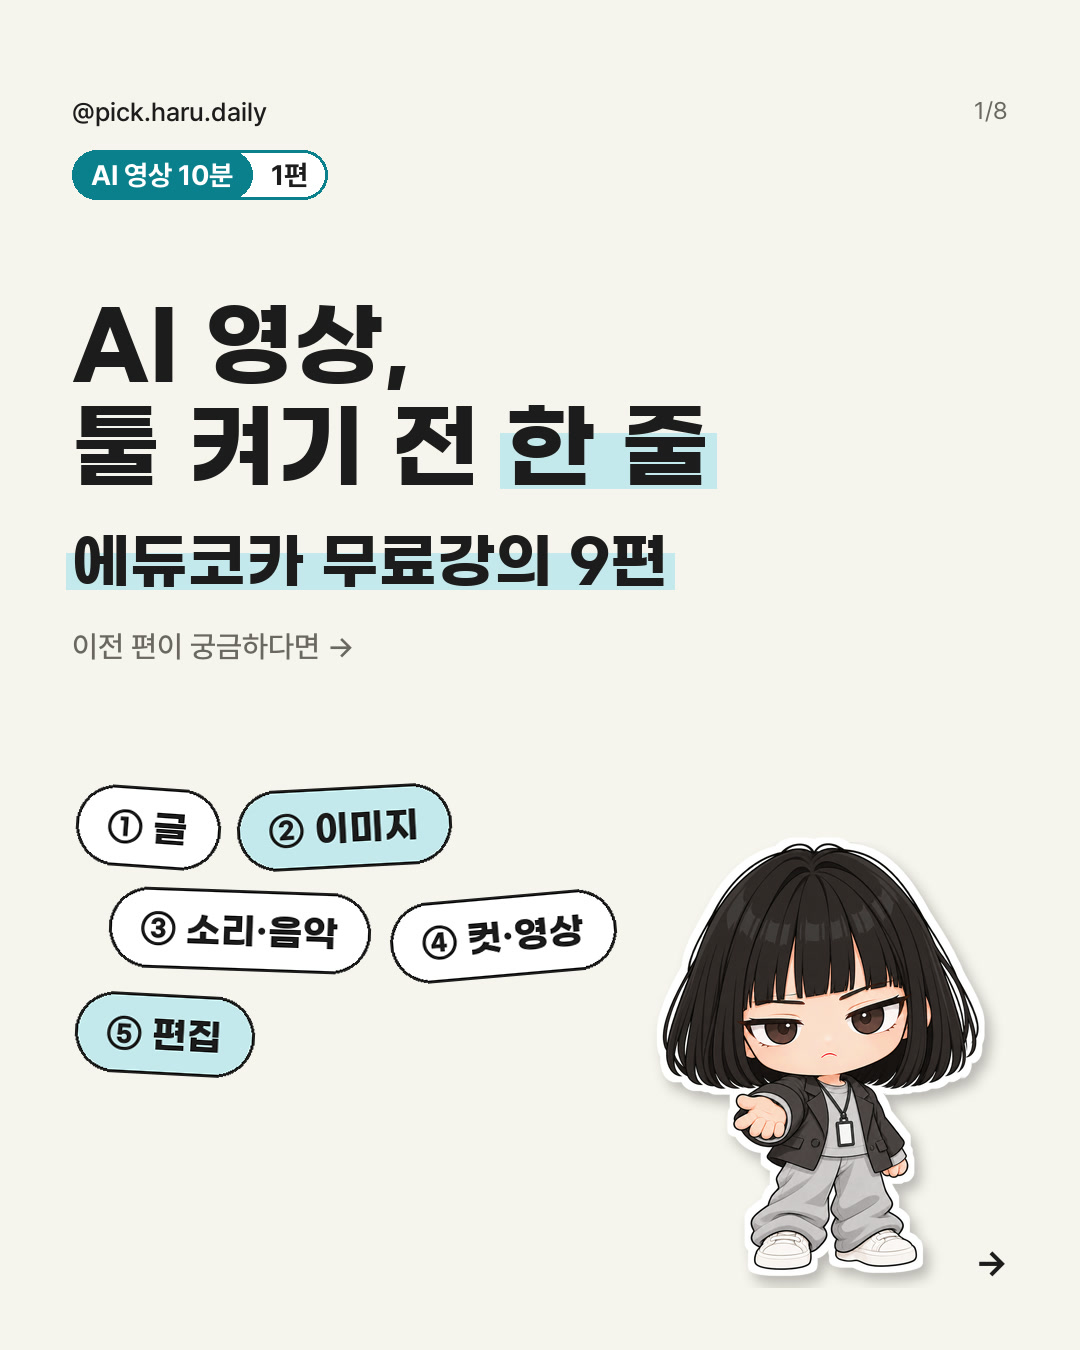 @pick.haru.daily
1/8
AI 영상 10분 1편
AI 영상,
툴 켜기 전 한 줄
에듀코카 무료강의 9편
이전 편이 궁금하다면 →
① 글 ② 이미지
③ 소리·음악 ④ 컷·영상
⑤ 편집
→